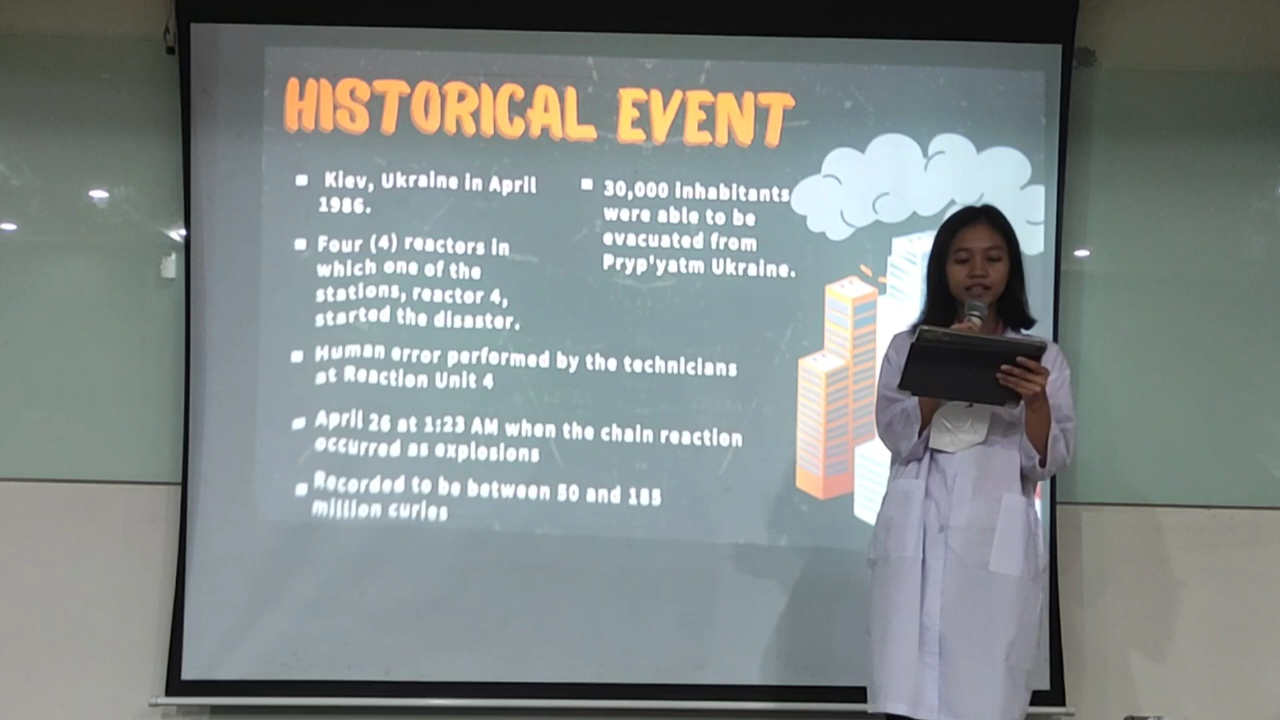 HISTORICAL EVENT
Kiev, Ukraine in April
1986.
Four (4) reactors in
which one of the
stations, reactor 4,
started the disaster.
Human error performed by the technicians
at Reaction Unit 4
April 26 at 1:23 AM when the chain reaction
occurred as explosions
Recorded to be between 50 and 185
million curies
30,000 inhabitants
were able to be
evacuated from
Pryp'yatm Ukraine.